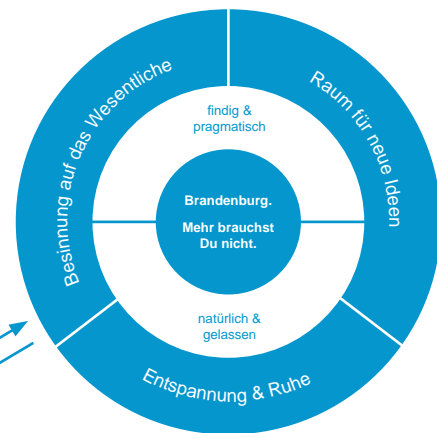 Besinnung auf das Wesentliche
Raum für neue Ideen
findig &
pragmatisch
Brandenburg.
Mehr brauchst
Du nicht.
natürlich &
gelassen
Entspannung & Ruhe